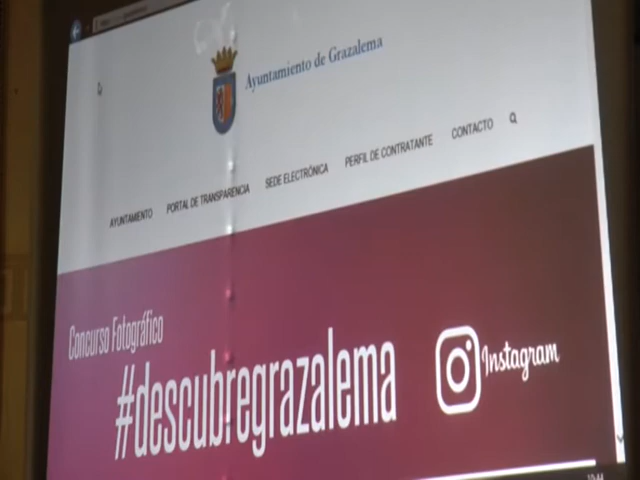 Ayuntamiento de Grazalema
AYUNTAMIENTO PORTAL DE TRANSPARENCIA SEDE ELECTRÓNICA PERFIL DE CONTRATANTE CONTACTO
Concurso Fotográfico
#descubregrazalema
Instagram